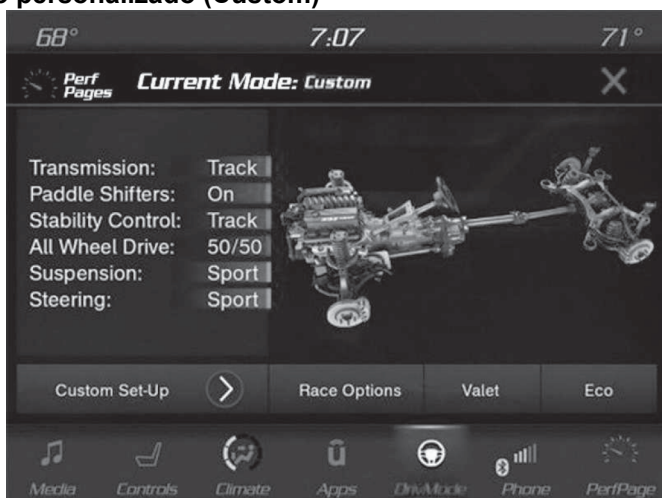 personalizado (Custom)
68° 7:07 71°
Perf Pages Current Mode: Custom
Transmission: Track
Paddle Shifters: On
Stability Control: Track
All Wheel Drive: 50/50
Suspension: Sport
Steering: Sport
Custom Set-Up Race Options Valet Eco
Media Controls Climate Apps DriveMode Phone PerfPage